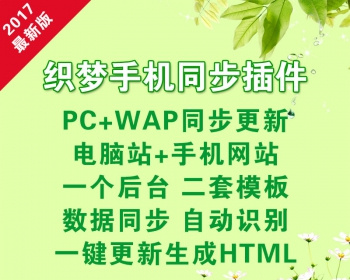 2017
最新版
织梦手机同步插件
PC+WAP同步更新
电脑站+手机网站
一个后台 二套模板
数据同步 自动识别
一键更新生成HTML